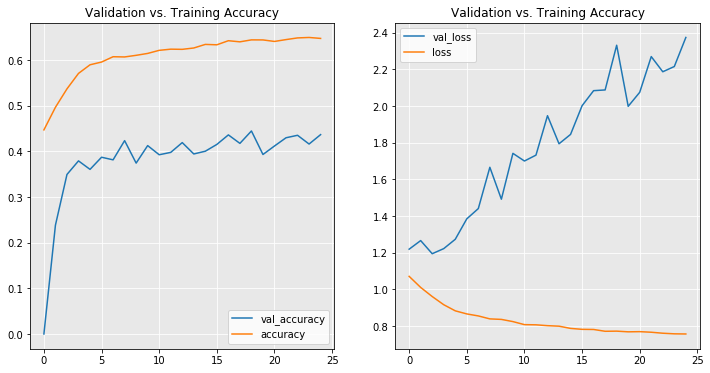 Validation vs. Training Accuracy
0.6
0.5
0.4
0.3
0.2
0.1
0.0
val_accuracy
accuracy
0 5 10 15 20 25
Validation vs. Training Accuracy
val_loss
loss
2.4
2.2
2.0
1.8
1.6
1.4
1.2
1.0
0.8
0 5 10 15 20 25